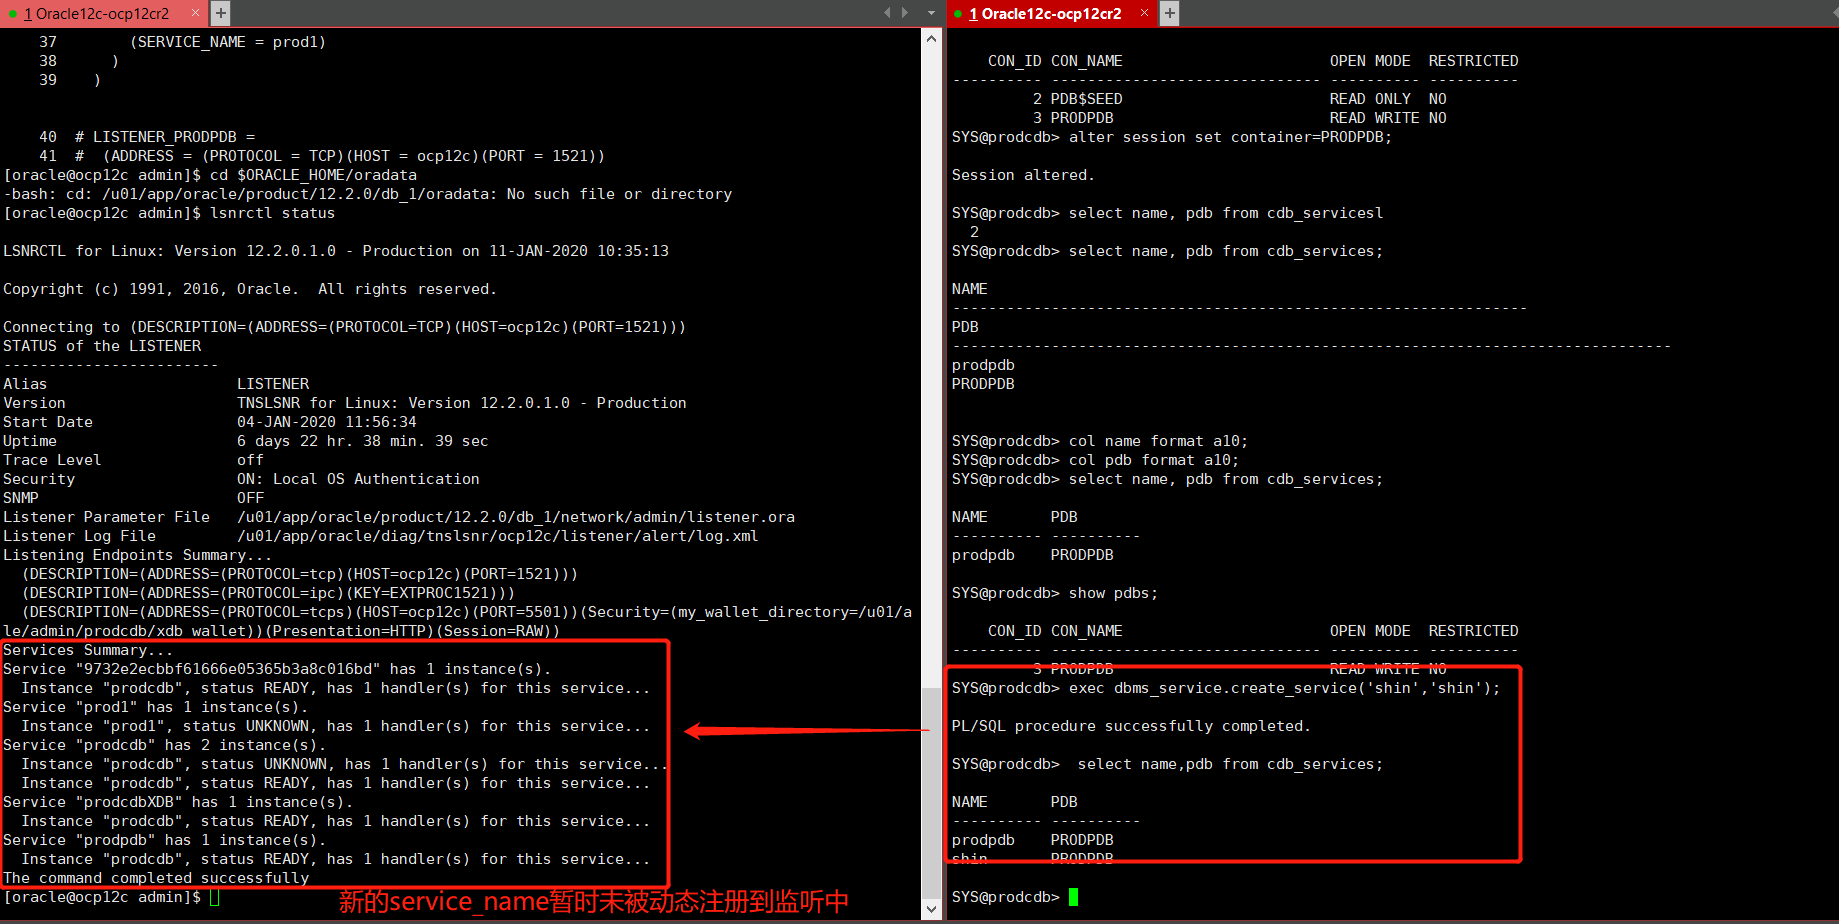 1 Oracle12c-ocp12cr2
37        (SERVICE_NAME = prod1)
38      )
39    )
40  # LISTENER_PRODPDB =
41  #  (ADDRESS = (PROTOCOL = TCP)(HOST = ocp12c)(PORT = 1521))
[oracle@ocp12c admin]$ cd $ORACLE_HOME/oradata
-bash: cd: /u01/app/oracle/product/12.2.0/db_1/oradata: No such file or directory
[oracle@ocp12c admin]$ lsnrctl status
LSNRCTL for Linux: Version 12.2.0.1.0 - Production on 11-JAN-2020 10:35:13
Copyright (c) 1991, 2016, Oracle.  All rights reserved.
Connecting to (DESCRIPTION=(ADDRESS=(PROTOCOL=TCP)(HOST=ocp12c)(PORT=1521)))
STATUS of the LISTENER
------------------------
Alias                     LISTENER
Version                   TNSLSNR for Linux: Version 12.2.0.1.0 - Production
Start Date                04-JAN-2020 11:56:34
Uptime                    6 days 22 hr. 38 min. 39 sec
Trace Level               off
Security                  ON: Local OS Authentication
SNMP                      OFF
Listener Parameter File   /u01/app/oracle/product/12.2.0/db_1/network/admin/listener.ora
Listener Log File         /u01/app/oracle/diag/tnslsnr/ocp12c/listener/alert/log.xml
Listening Endpoints Summary...
  (DESCRIPTION=(ADDRESS=(PROTOCOL=tcp)(HOST=ocp12c)(PORT=1521)))
  (DESCRIPTION=(ADDRESS=(PROTOCOL=ipc)(KEY=EXTPROC1521)))
  (DESCRIPTION=(ADDRESS=(PROTOCOL=tcps)(HOST=ocp12c)(PORT=5501))(Security=(my_wallet_directory=/u01/a
le/admin/prodcdb/xdb_wallet))(Presentation=HTTP)(Session=RAW))
Services Summary...
Service "9732e2ecbbf61666e05365b3a8c016bd" has 1 instance(s).
  Instance "prodcdb", status READY, has 1 handler(s) for this service...
Service "prod1" has 1 instance(s).
  Instance "prod1", status UNKNOWN, has 1 handler(s) for this service...
Service "prodcdb" has 2 instance(s).
  Instance "prodcdb", status UNKNOWN, has 1 handler(s) for this service...
  Instance "prodcdb", status READY, has 1 handler(s) for this service...
Service "prodcdbXDB" has 1 instance(s).
  Instance "prodcdb", status READY, has 1 handler(s) for this service...
Service "prodpdb" has 1 instance(s).
  Instance "prodcdb", status READY, has 1 handler(s) for this service...
The command completed successfully
[oracle@ocp12c admin]$
新的service_name暂时未被动态注册到监听中
1 Oracle12c-ocp12cr2
    CON_ID CON_NAME                       OPEN MODE  RESTRICTED
---------- ------------------------------ ---------- ----------
         2 PDB$SEED                       READ ONLY  NO
         3 PRODPDB                        READ WRITE NO
SYS@prodcdb> alter session set container=PRODPDB;
Session altered.
SYS@prodcdb> select name, pdb from cdb_servicesl
  2
SYS@prodcdb> select name, pdb from cdb_services;
NAME
----------------------------------------------------------------
PDB
--------------------------------------------------------------------------------
prodpdb
PRODPDB
SYS@prodcdb> col name format a10;
SYS@prodcdb> col pdb format a10;
SYS@prodcdb> select name, pdb from cdb_services;
NAME       PDB
---------- ----------
prodpdb    PRODPDB
SYS@prodcdb> show pdbs;
    CON_ID CON_NAME                       OPEN MODE  RESTRICTED
---------- ------------------------------ ---------- ----------
         3 PRODPDB                        READ WRITE NO
SYS@prodcdb> exec dbms_service.create_service('shin','shin');
PL/SQL procedure successfully completed.
SYS@prodcdb>  select name,pdb from cdb_services;
NAME       PDB
---------- ----------
prodpdb    PRODPDB
shin       PRODPDB
SYS@prodcdb>